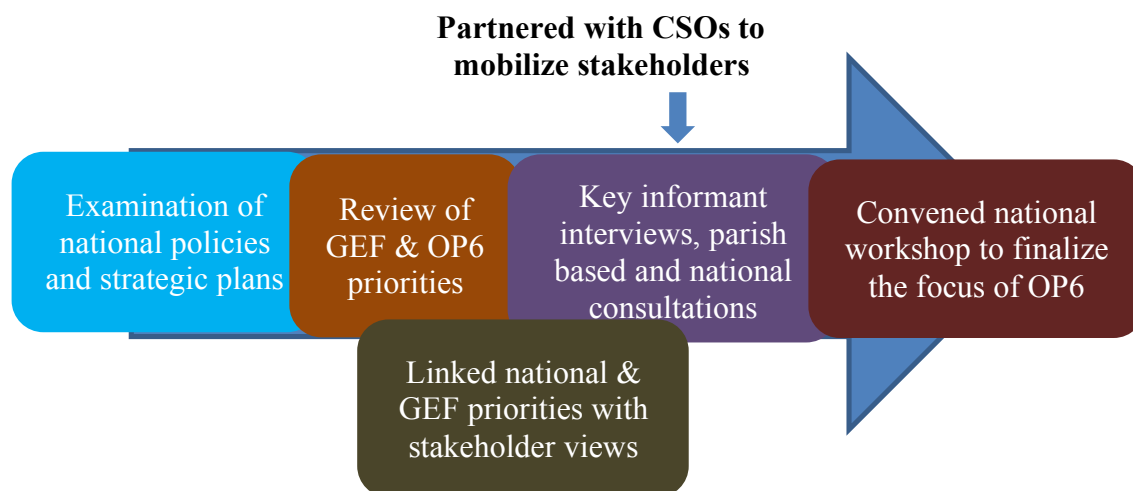 Partnered with CSOs to
mobilize stakeholders
Examination of
national policies
and strategic plans
Review of
GEF & OP6
priorities
Key informant
interviews, parish
based and national
consultations
Convened national
workshop to finalize
the focus of OP6
Linked national &
GEF priorities with
stakeholder views